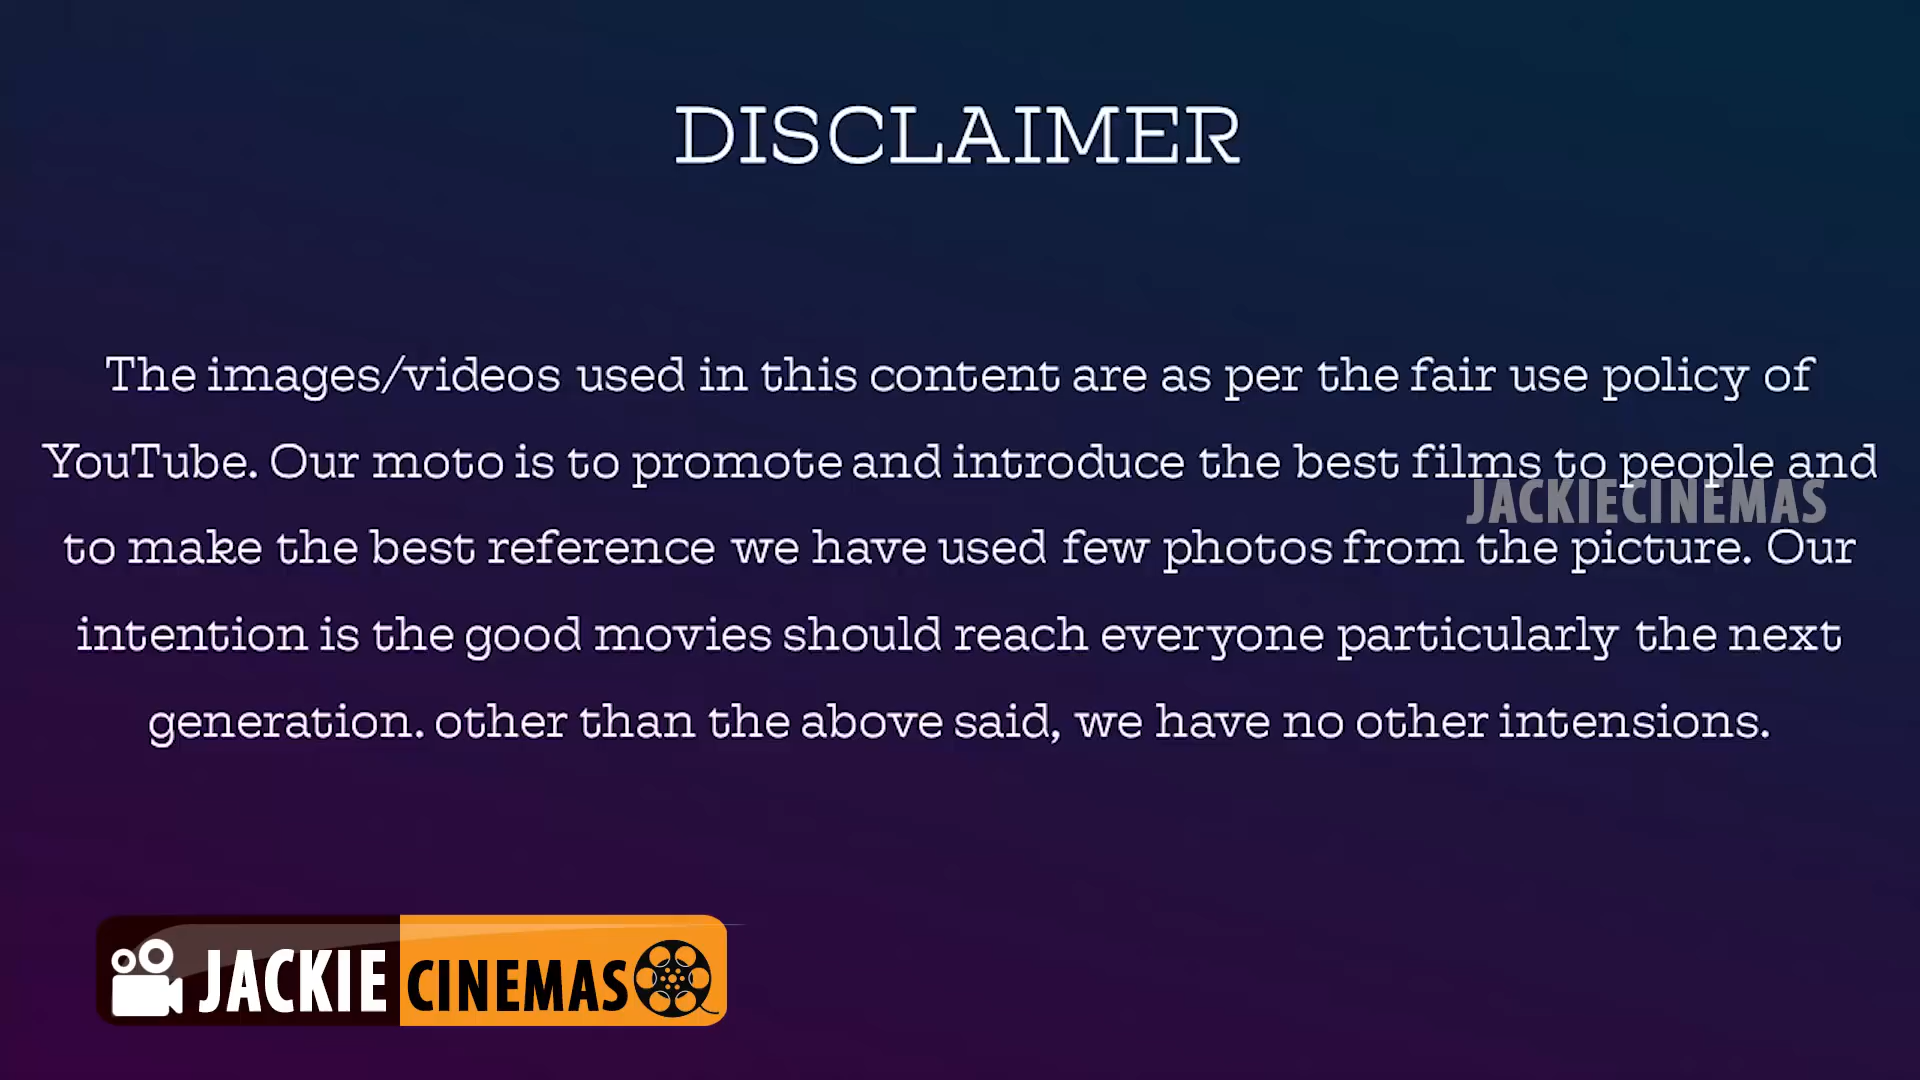 DISCLAIMER
The images/videos used in this content are as per the fair use policy of
YouTube. Our moto is to promote and introduce the best films to people and
JACKIECINEMAS
to make the best reference we have used few photos from the picture. Our
intention is the good movies should reach everyone particularly the next
generation. other than the above said, we have no other intensions.
JACKIE CINEMAS